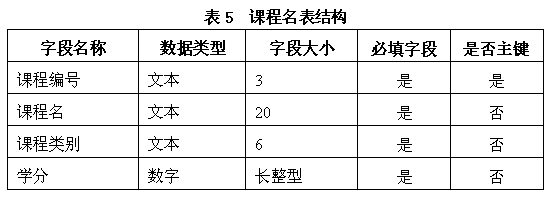 表 5 课程名表结构
字段名称 数据类型 字段大小 必填字段 是否主键
课程编号 文本 3 是 是
课程名 文本 20 是 否
课程类别 文本 6 是 否
学分 数字 长整型 是 否